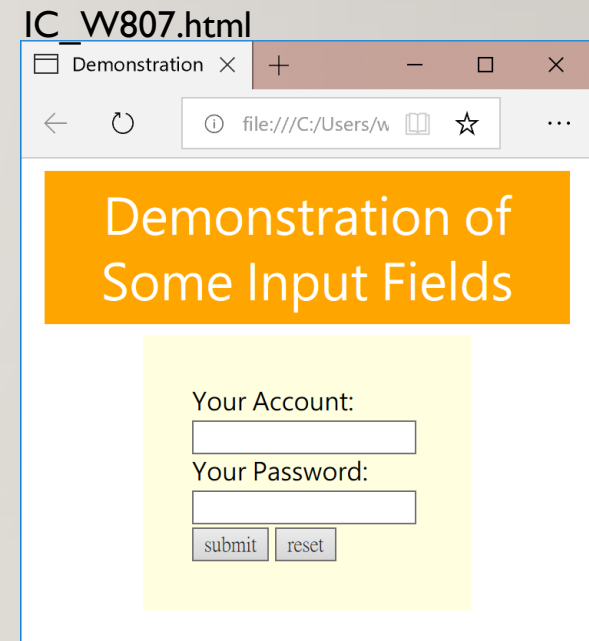 IC_W807.html
Demonstration
file:///C:/Users/w
Demonstration of
Some Input Fields
Your Account:
Your Password:
submit reset